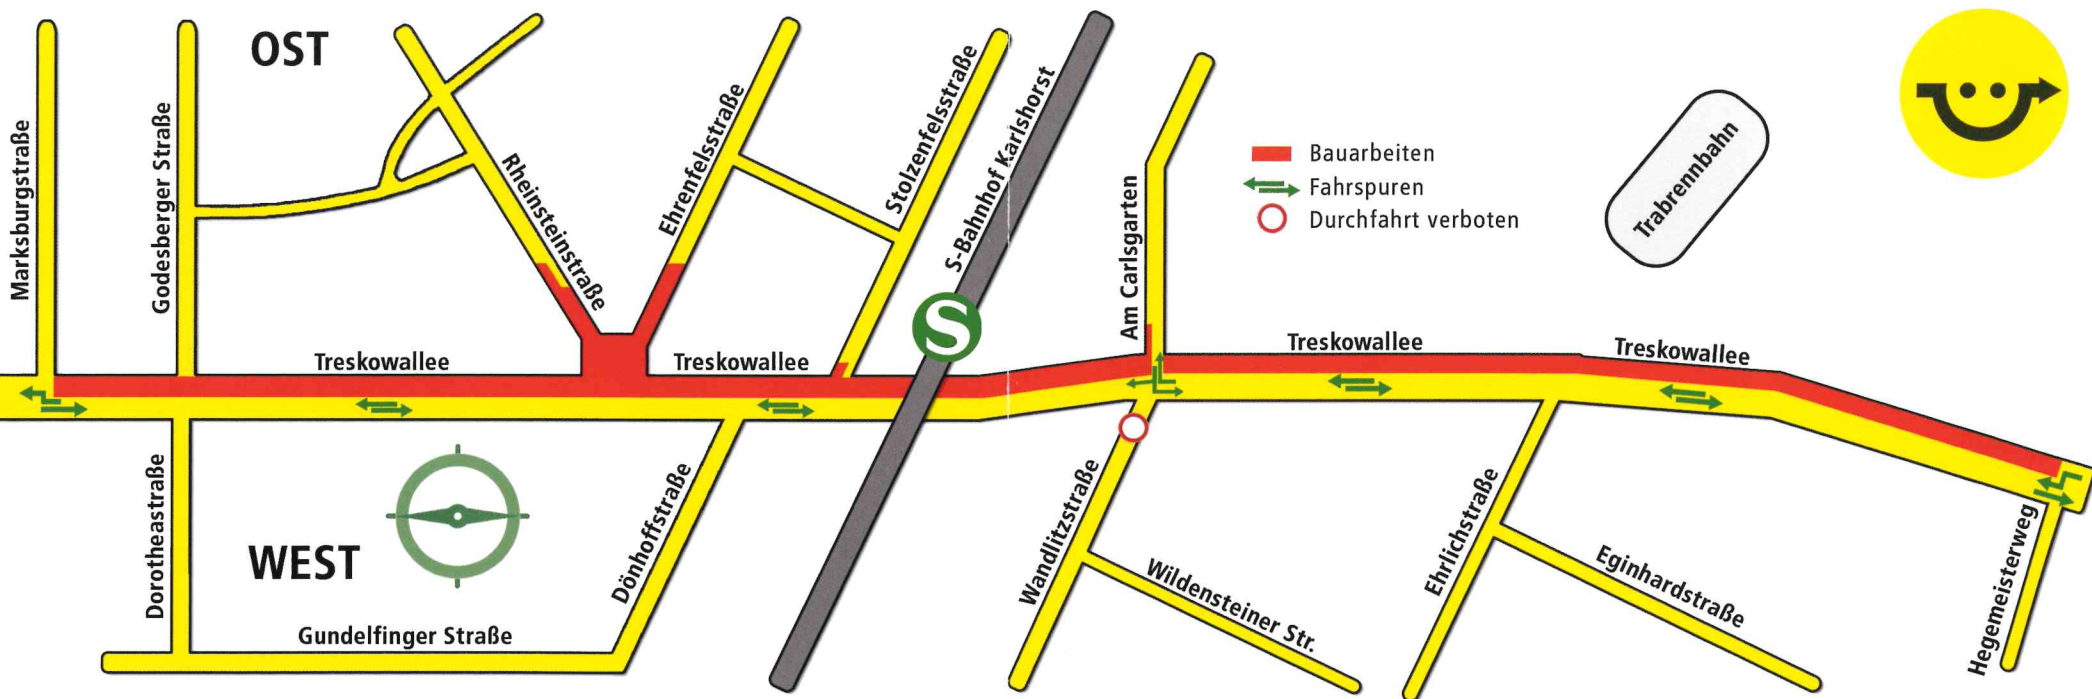 OST
Marksburgstraße
Godesberger Straße
Rheinsteinstraße
Ehrenfelsstraße
Stolzenfelsstraße
S-Bahnhof Karlshorst
S
Am Carlsgarten
Bauarbeiten
Fahrspuren
Durchfahrt verboten
Trabrennbahn
Treskowallee
Treskowallee
Treskowallee
Treskowallee
WEST
Dorotheastraße
Gundelfinger Straße
Dönhoffstraße
Wandlitzstraße
Wildensteiner Str.
Ehrlichstraße
Eginhardstraße
Hegemeisterweg